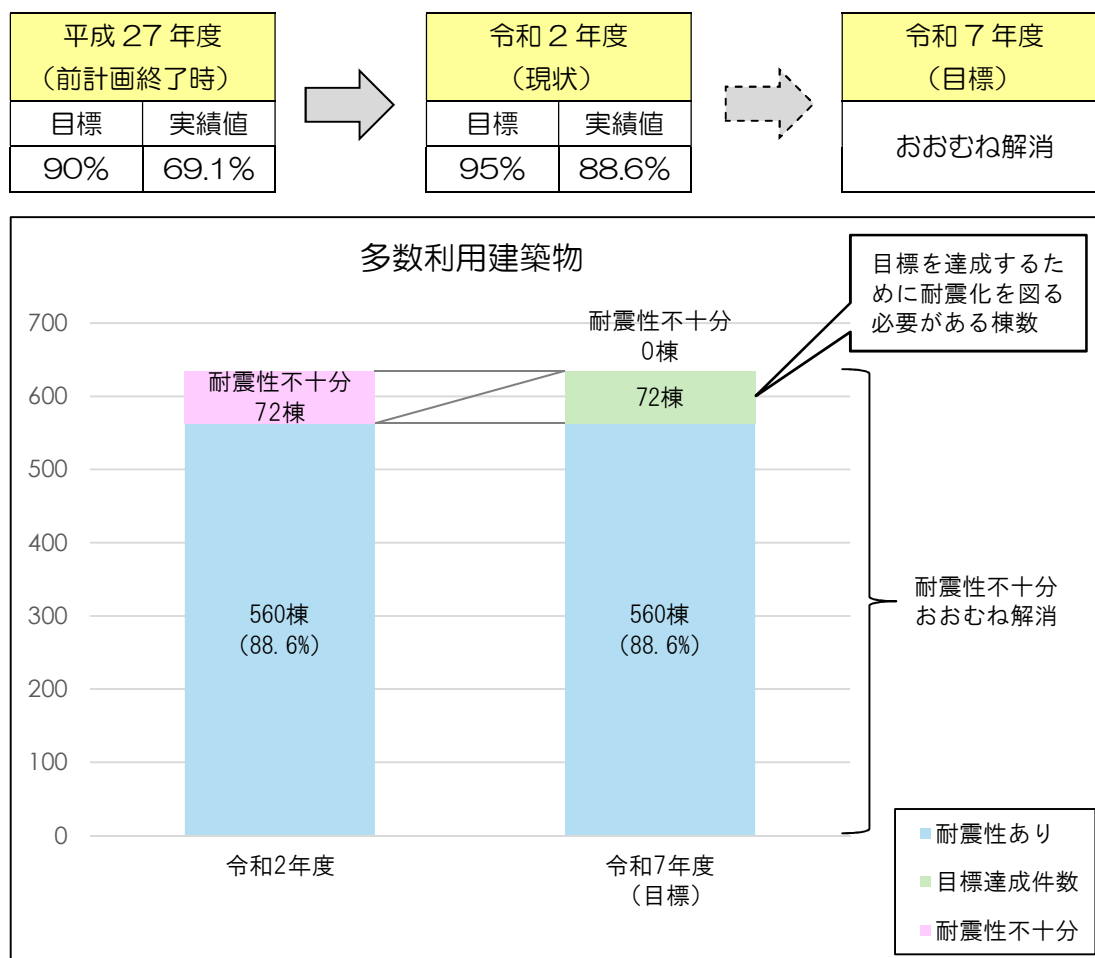 平成 27 年度
（前計画終了時）
目標 実績値
90% 69.1%
令和 2 年度
（現状）
目標 実績値
95% 88.6%
令和 7 年度
（目標）
おおむね解消
多数利用建築物
目標を達成するた
めに耐震化を図る
必要がある棟数
700
600
500
400
300
200
100
0
耐震性不十分
72棟
560棟
(88.6%)
耐震性不十分
0棟
72棟
560棟
(88.6%)
耐震性不十分
おおむね解消
令和2年度
令和7年度
（目標）
耐震性あり
目標達成件数
耐震性不十分